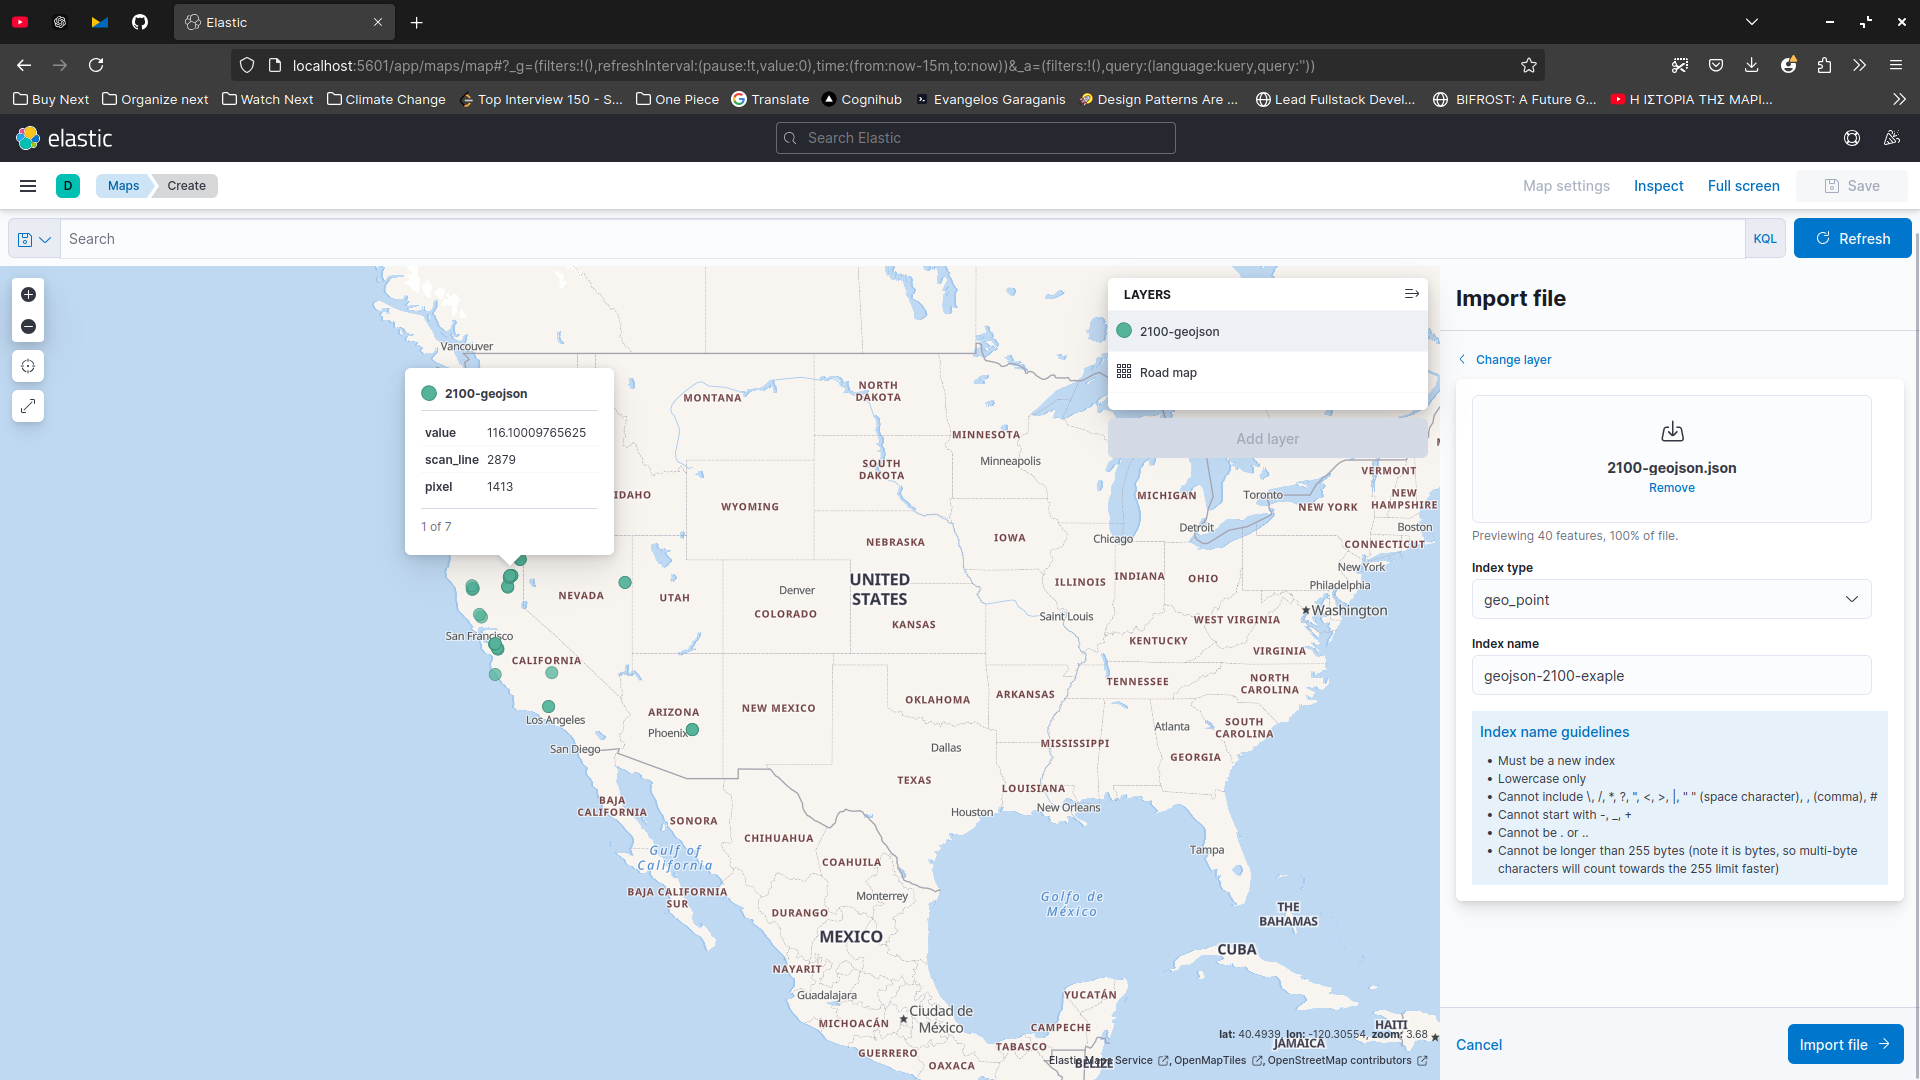 Elastic
localhost:5601/app/maps/map#?_g=(filters:!(),refreshInterval:(pause:!t,value:0),time:(from:now-15m,to:now))&_a=(filters:!(),query:(language:kuery,query:''))
Buy Next
Organize next
Watch Next
Climate Change
Top Interview 150 - S...
One Piece
Translate
Cognihub
Evangelos Garaganis
Design Patterns Are ...
Lead Fullstack Devel...
BIFROST: A Future G...
Η ΙΣΤΟΡΙΑ ΤΗΣ ΜΑΡΙ...
elastic
Search Elastic
D
Maps
Create
Map settings
Inspect
Full screen
Save
Search
KQL
Refresh
LAYERS
2100-geojson
Road map
Add layer
2100-geojson
value 116.10009765625
scan_line 2879
pixel 1413
1 of 7
Vancouver
MONTANA
NORTH
DAKOTA
MINNESOTA
Minneapolis
SOUTH
DAKOTA
IDAHO
WYOMING
MICHIGAN
Toronto
VERMONT
NEW
HAMPSHIRE
NEW YORK
Boston
Detroit
CONNECTICUT
NEBRASKA
IOWA
Chicago
New York
Philadelphia
UNITED
STATES
Denver
NEVADA
UTAH
COLORADO
ILLINOIS
INDIANA
OHIO
Washington
Saint Louis
KANSAS
WEST VIRGINIA
San Francisco
KENTUCKY
VIRGINIA
CALIFORNIA
TENNESSEE
NORTH
CAROLINA
OKLAHOMA
ARKANSAS
ARIZONA
NEW MEXICO
Los Angeles
Phoenix
Atlanta
SOUTH
CAROLINA
San Diego
Dallas
MISSISSIPPI
GEORGIA
TEXAS
LOUISIANA
BAJA
CALIFORNIA
SONORA
Houston
New Orleans
CHIHUAHUA
Gulf of
California
COAHUILA
Tampa
BAJA CALIFORNIA
SUR
Monterrey
Golfo de
México
DURANGO
THE
BAHAMAS
MEXICO
CUBA
NAYARIT
Guadalajara
YUCATÁN
Ciudad de
México
MICHOACÁN
CAMPECHE
HAITI
JAMAICA
TABASCO
GUERRERO
OAXACA
BELIZE
lat: 40.4939, lon: -120.30554, zoom: 3.68
Elastic Maps Service , OpenMapTiles , OpenStreetMap contributors
Import file
Change layer
2100-geojson.json
Remove
Previewing 40 features, 100% of file.
Index type
geo_point
Index name
geojson-2100-exaple
Index name guidelines
• Must be a new index
• Lowercase only
• Cannot include \, /, *, ?, ", <, >, |, " " (space character), , (comma), #
• Cannot start with -, _, +
• Cannot be . or ..
• Cannot be longer than 255 bytes (note it is bytes, so multi-byte
characters will count towards the 255 limit faster)
Cancel
Import file